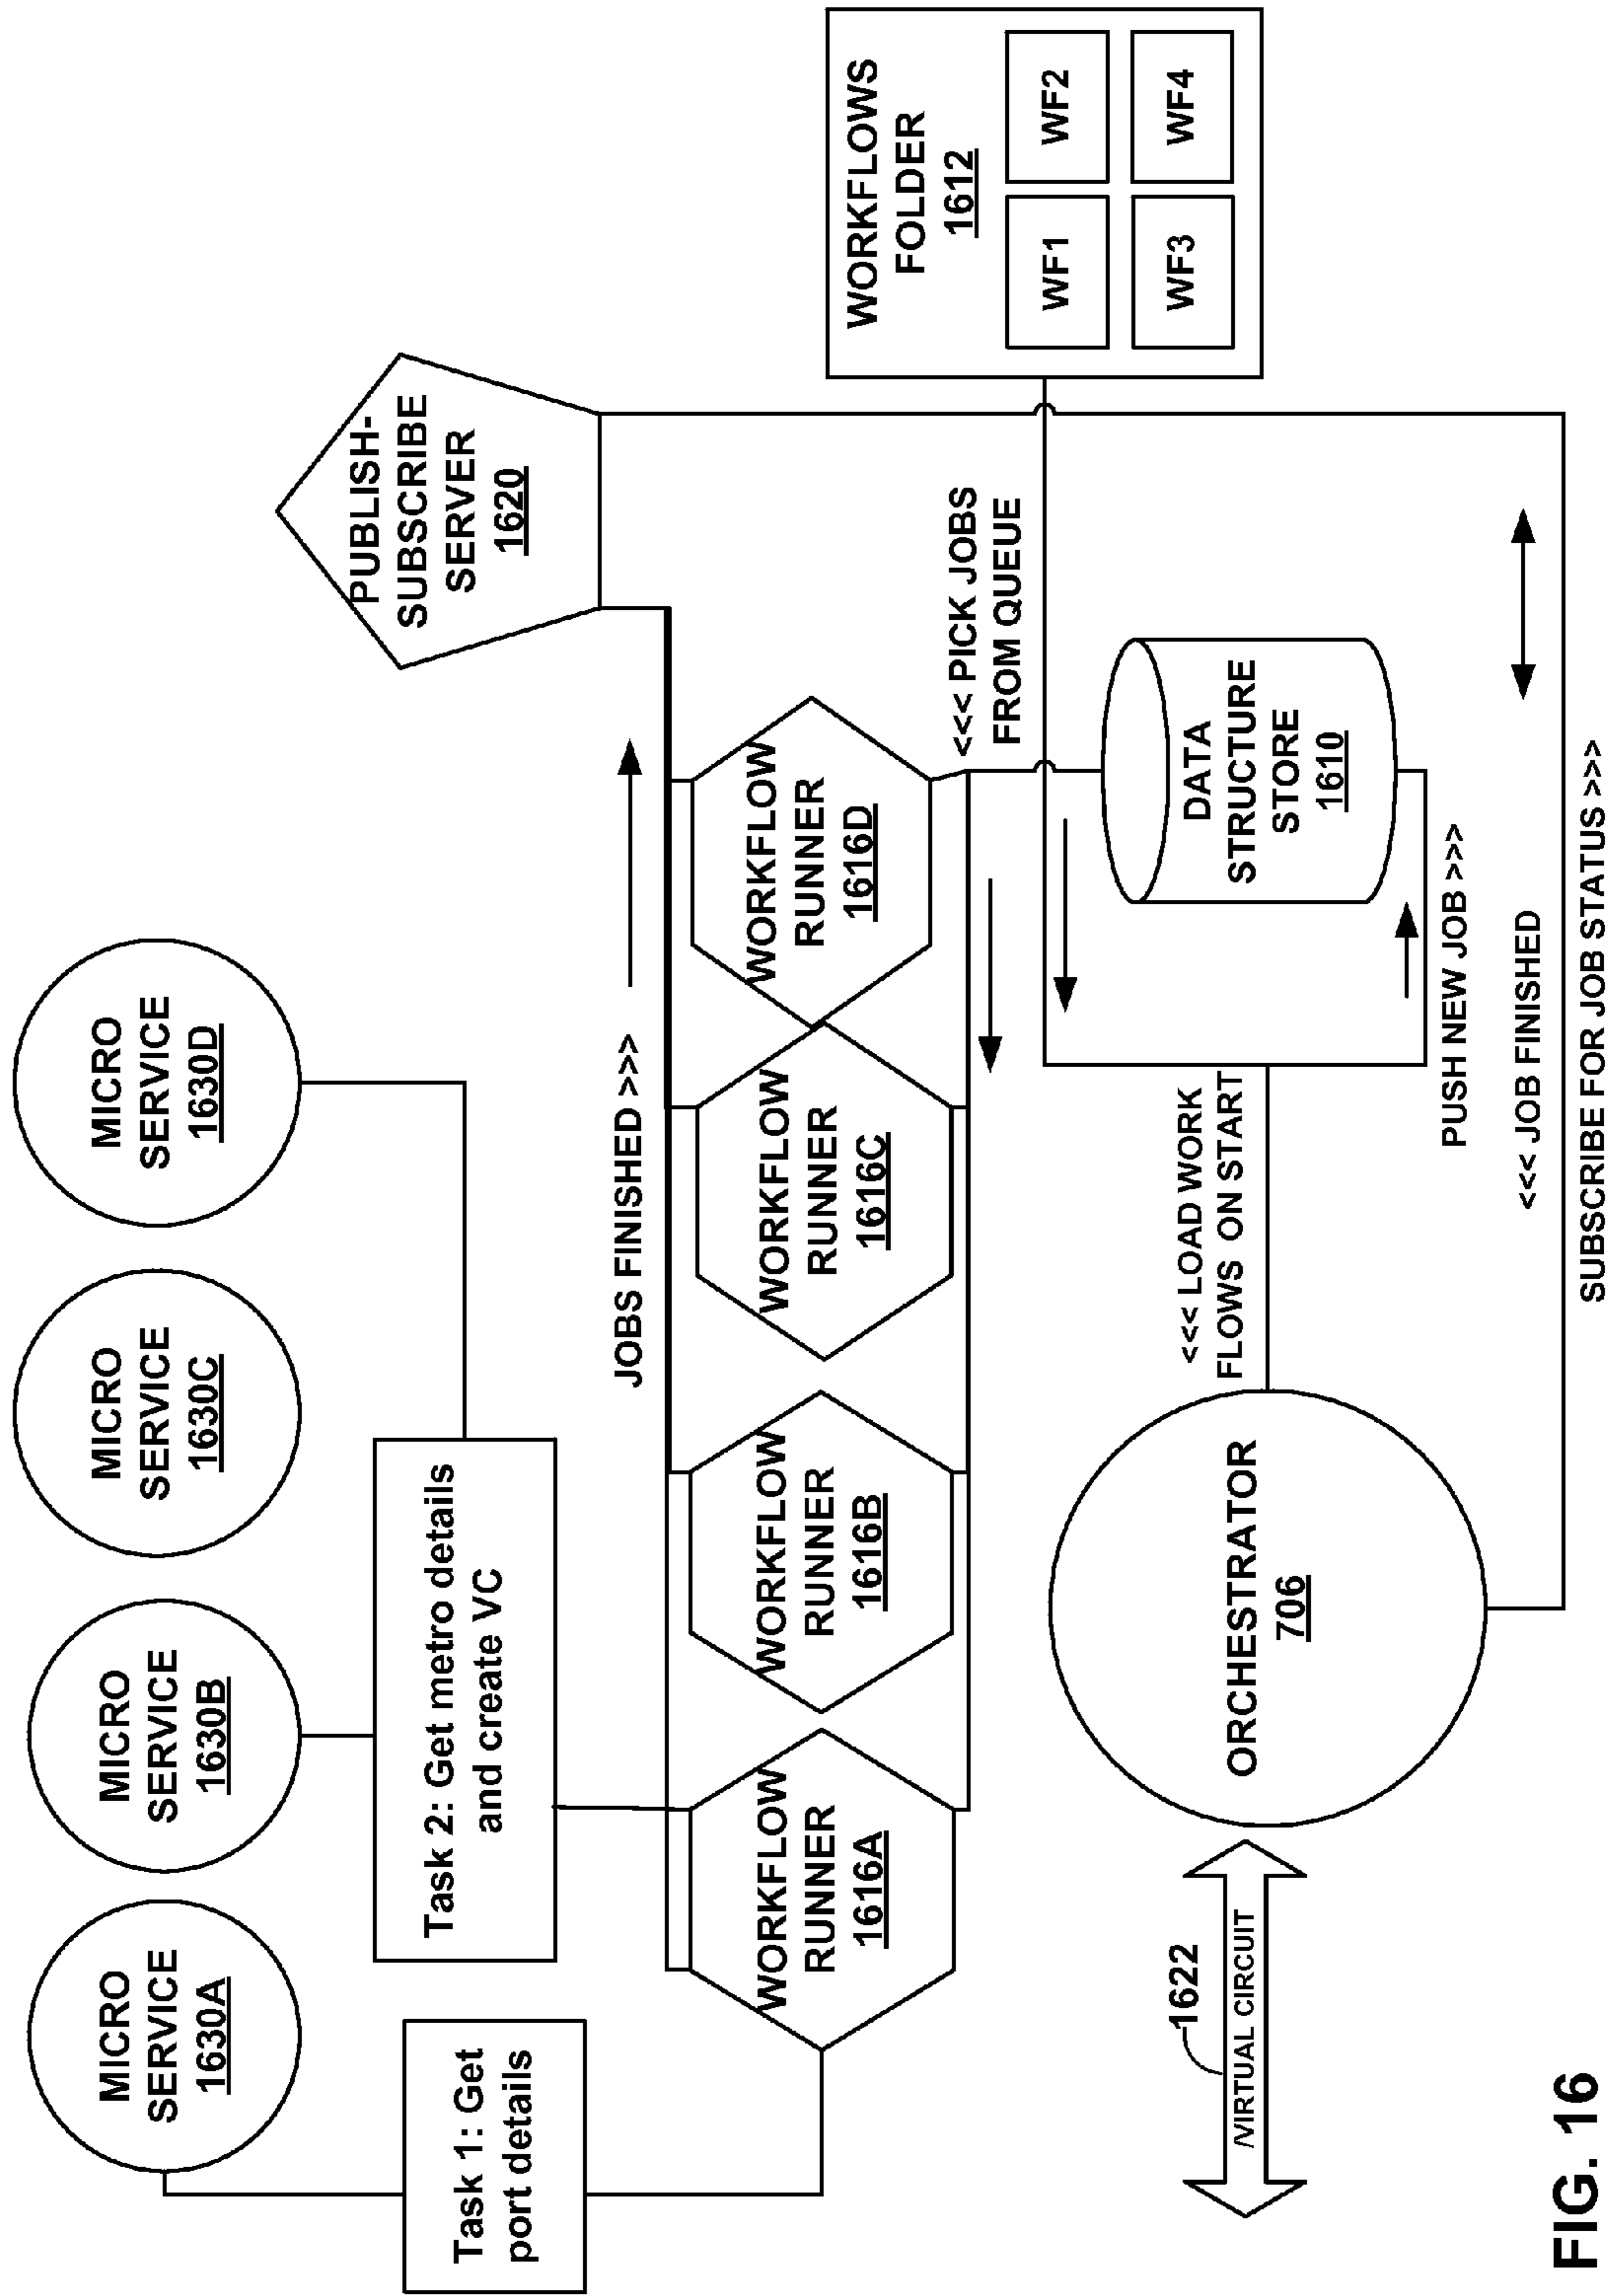 MICRO
SERVICE
1630A
MICRO
SERVICE
1630B
MICRO
SERVICE
1630C
MICRO
SERVICE
1630D
Task 1: Get
port details
Task 2: Get metro details
and create VC
PUBLISH-
SUBSCRIBE
SERVER
1620
JOBS FINISHED >>>
WORKFLOW
RUNNER
1616A
WORKFLOW
RUNNER
1616B
WORKFLOW
RUNNER
1616C
WORKFLOW
RUNNER
1616D
<<< PICK JOBS
FROM QUEUE
WORKFLOWS
FOLDER
1612
WF1
WF2
WF3
WF4
1622
/VIRTUAL CIRCUIT
ORCHESTRATOR
706
<<< LOAD WORK
FLOWS ON START
DATA
STRUCTURE
STORE
1610
PUSH NEW JOB >>>
<<< JOB FINISHED
SUBSCRIBE FOR JOB STATUS >>>
FIG. 16